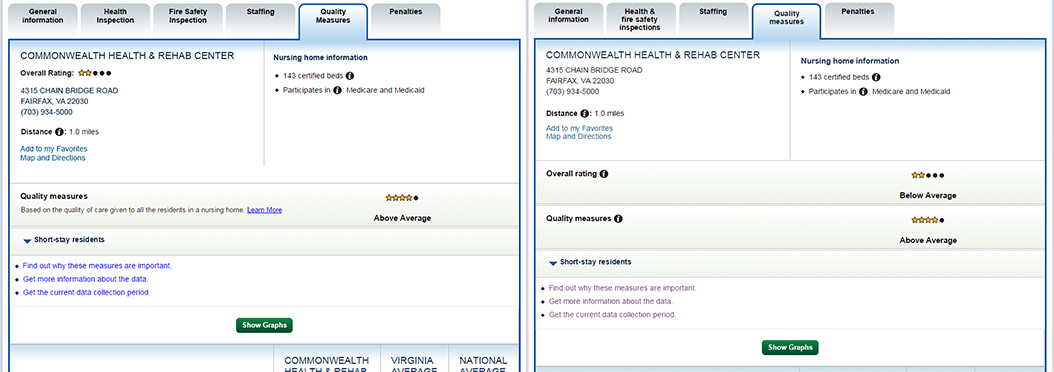 General
information
Health
Inspection
Fire Safety
Inspection
Staffing
Quality
Measures
Penalties
COMMONWEALTH HEALTH & REHAB CENTER
Overall Rating:
4315 CHAIN BRIDGE ROAD
FAIRFAX, VA 22030
(703) 934-5000
Distance i: 1.0 miles
Add to my Favorites
Map and Directions
Nursing home information
143 certified beds i
Participates in i: Medicare and Medicaid
Quality measures
Based on the quality of care given to all the residents in a nursing home. Learn More
Above Average
Short-stay residents
Find out why these measures are important.
Get more information about the data.
Get the current data collection period.
Show Graphs
COMMONWEALTH
HEALTH & REHAB
VIRGINIA
AVERAGE
NATIONAL
AVERAGE
General
information
Health &
fire safety
inspections
Staffing
Quality
measures
Penalties
COMMONWEALTH HEALTH & REHAB CENTER
4315 CHAIN BRIDGE ROAD
FAIRFAX, VA 22030
(703) 934-5000
Distance i: 1.0 miles
Add to my Favorites
Map and Directions
Nursing home information
143 certified beds i
Participates in i: Medicare and Medicaid
Overall rating i
Below Average
Quality measures i
Above Average
Short-stay residents
Find out why these measures are important.
Get more information about the data.
Get the current data collection period.
Show Graphs